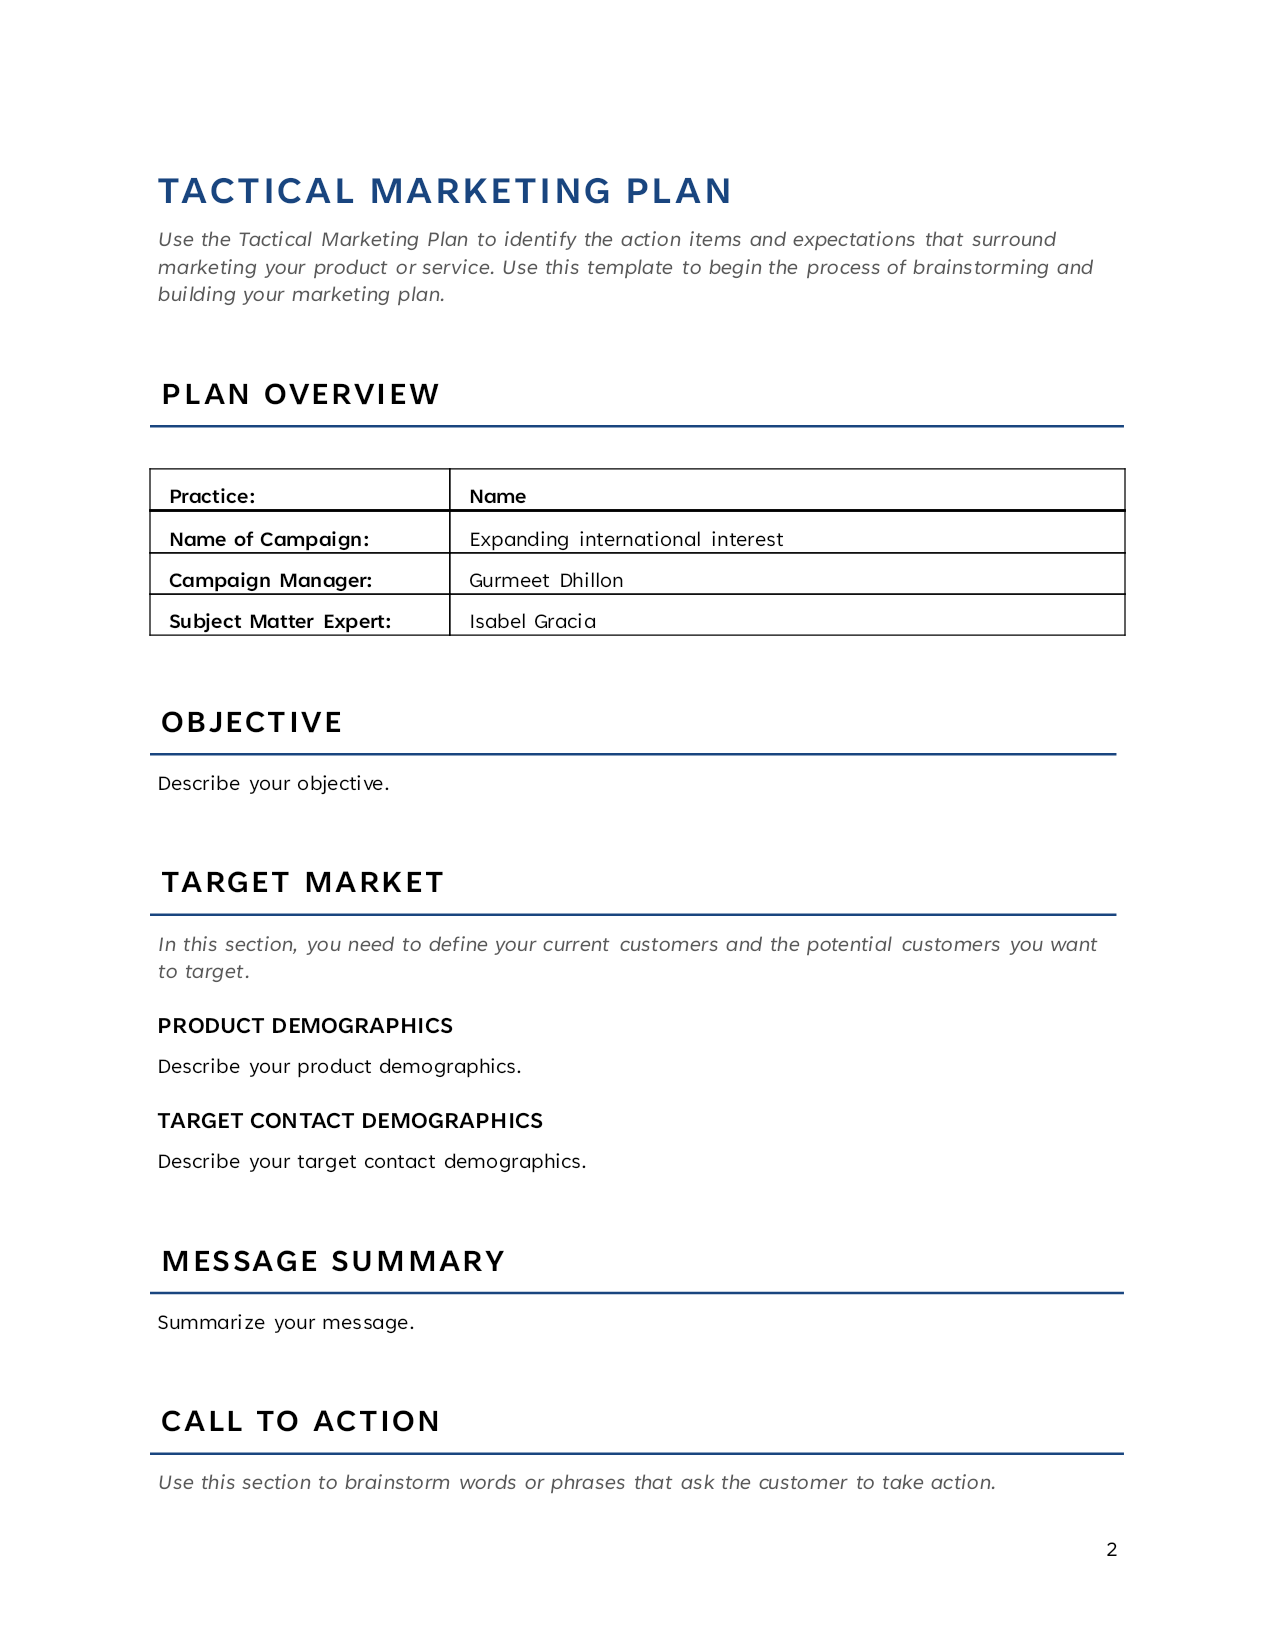 TACTICAL MARKETING PLAN
Use the Tactical Marketing Plan to identify the action items and expectations that surround
marketing your product or service. Use this template to begin the process of brainstorming and
building your marketing plan.
PLAN OVERVIEW
Practice: Name
Name of Campaign: Expanding international interest
Campaign Manager: Gurmeet Dhillon
Subject Matter Expert: Isabel Gracia
OBJECTIVE
Describe your objective.
TARGET MARKET
In this section, you need to define your current customers and the potential customers you want
to target.
PRODUCT DEMOGRAPHICS
Describe your product demographics.
TARGET CONTACT DEMOGRAPHICS
Describe your target contact demographics.
MESSAGE SUMMARY
Summarize your message.
CALL TO ACTION
Use this section to brainstorm words or phrases that ask the customer to take action.
2